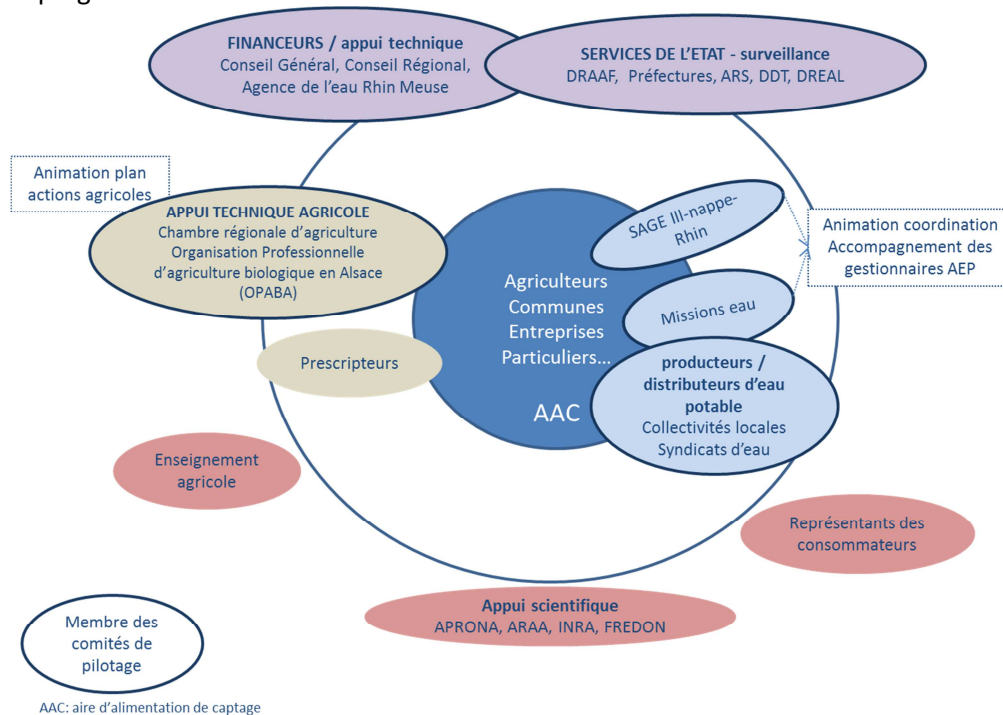 FINANCEURS / appui technique
Conseil Général, Conseil Régional,
Agence de l'eau Rhin Meuse
SERVICES DE L'ETAT - surveillance
DRAAF, Préfectures, ARS, DDT, DREAL
Animation plan
actions agricoles
APPUI TECHNIQUE AGRICOLE
Chambre régionale d'agriculture
Organisation Professionnelle
d'agriculture biologique en Alsace
(OPABA)
Prescripteurs
Agriculteurs
Communes
Entreprises
Particuliers...
AAC
SAGE Ill-nappe-
Rhin
Missions eau
producteurs /
distributeurs d'eau
potable
Collectivités locales
Syndicats d'eau
Animation coordination
Accompagnement des
gestionnaires AEP
Enseignement
agricole
Représentants des
consommateurs
Appui scientifique
APRONA, ARAA, INRA, FREDON
Membre des
comités de
pilotage
AAC: aire d'alimentation de captage